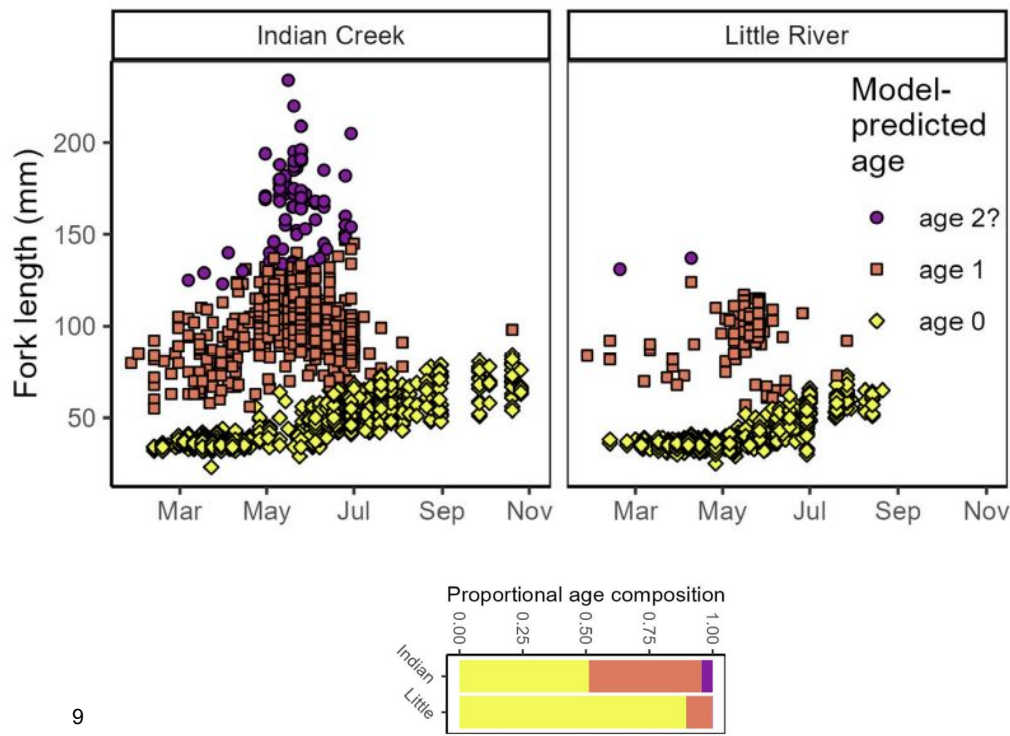 Indian Creek
Little River
Fork length (mm)
200
150
100
50
Mar May Jul Sep Nov
Mar May Jul Sep Nov
Model-
predicted
age
age 2?
age 1
age 0
Proportional age composition
0.00 0.25 0.50 0.75 1.00
Indian
Little
9